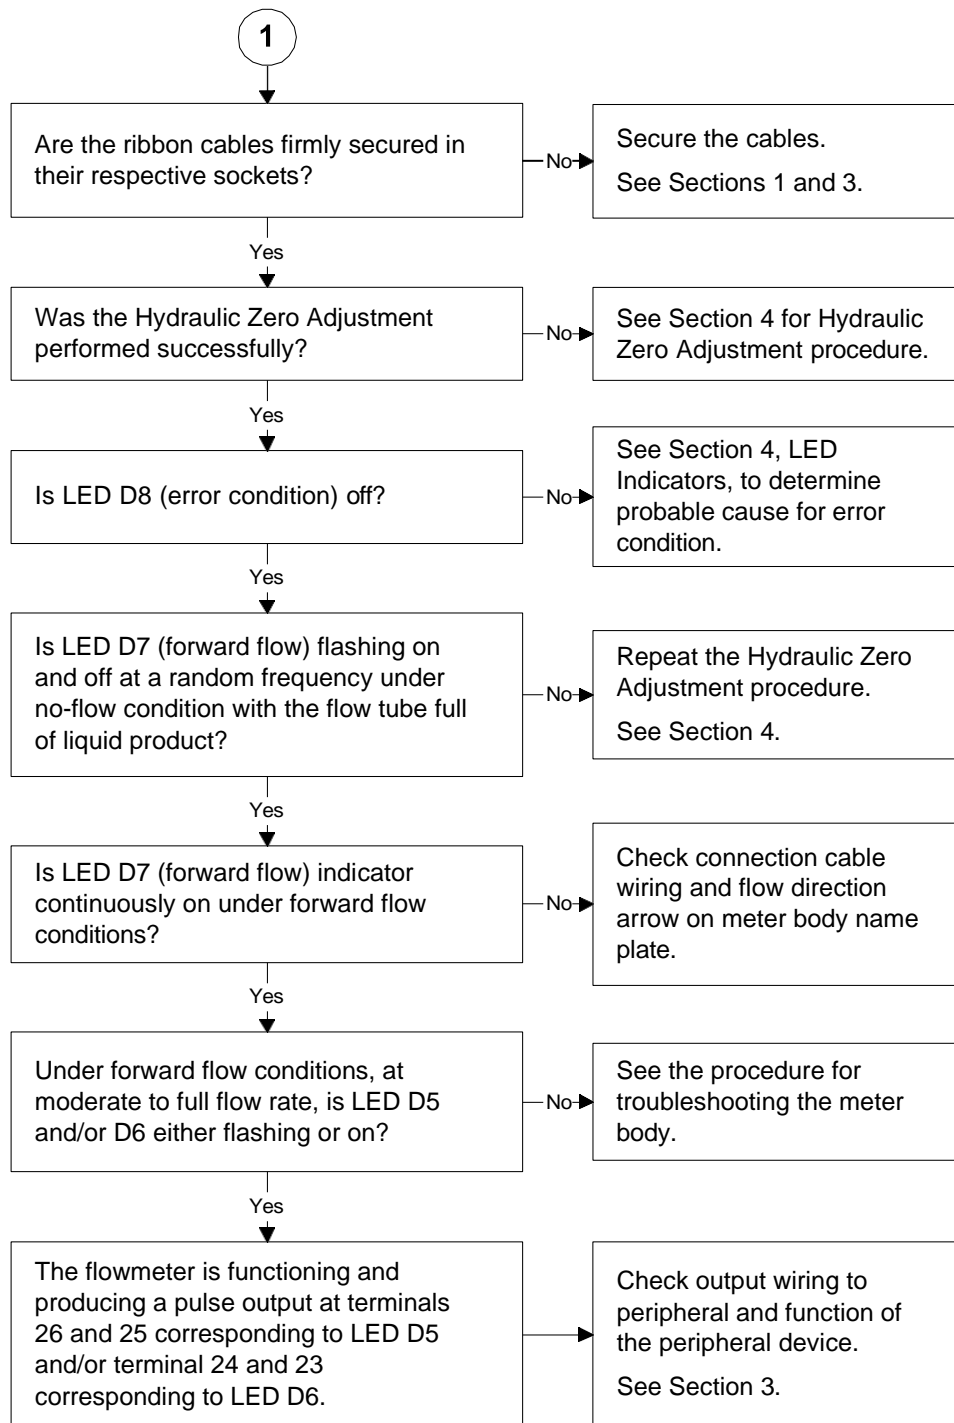 1
Are the ribbon cables firmly secured in
their respective sockets?
No
Secure the cables.
See Sections 1 and 3.
Yes
Was the Hydraulic Zero Adjustment
performed successfully?
No
See Section 4 for Hydraulic
Zero Adjustment procedure.
Yes
Is LED D8 (error condition) off?
No
See Section 4, LED
Indicators, to determine
probable cause for error
condition.
Yes
Is LED D7 (forward flow) flashing on
and off at a random frequency under
no-flow condition with the flow tube full
of liquid product?
No
Repeat the Hydraulic Zero
Adjustment procedure.
See Section 4.
Yes
Is LED D7 (forward flow) indicator
continuously on under forward flow
conditions?
No
Check connection cable
wiring and flow direction
arrow on meter body name
plate.
Yes
Under forward flow conditions, at
moderate to full flow rate, is LED D5
and/or D6 either flashing or on?
No
See the procedure for
troubleshooting the meter
body.
Yes
The flowmeter is functioning and
producing a pulse output at terminals
26 and 25 corresponding to LED D5
and/or terminal 24 and 23
corresponding to LED D6.
Check output wiring to
peripheral and function of
the peripheral device.
See Section 3.